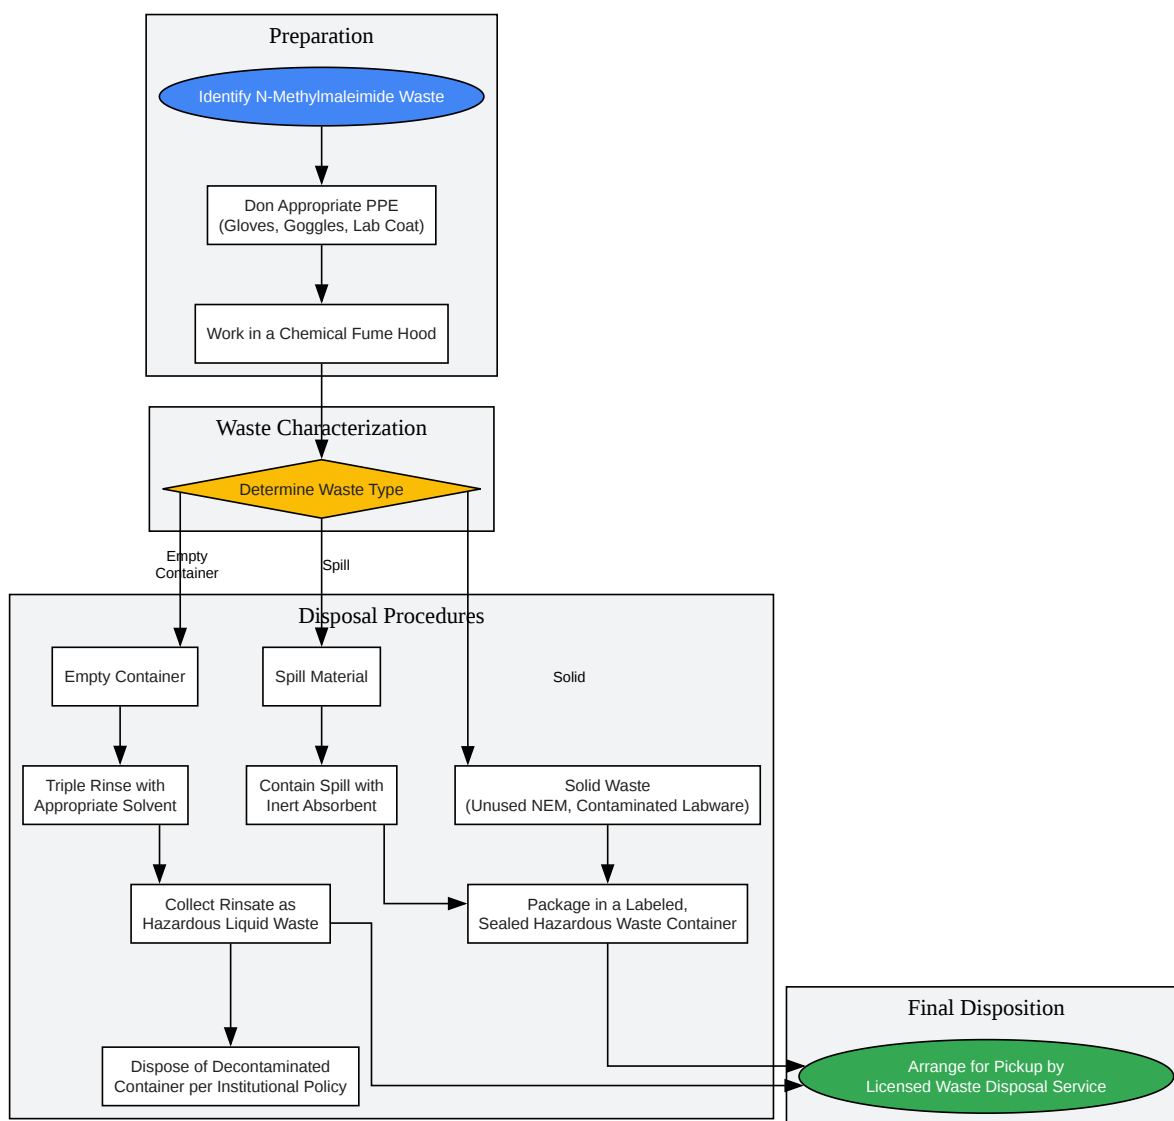 Preparation
Identify N-Methylmaleimide Waste
Don Appropriate PPE
(Gloves, Goggles, Lab Coat)
Work in a Chemical Fume Hood
Waste Characterization
Determine Waste Type
Empty
Container
Spill
Solid
Disposal Procedures
Empty Container
Spill Material
Triple Rinse with
Appropriate Solvent
Contain Spill with
Inert Absorbent
Solid Waste
(Unused NEM, Contaminated Labware)
Collect Rinsate as
Hazardous Liquid Waste
Package in a Labeled,
Sealed Hazardous Waste Container
Dispose of Decontaminated
Container per Institutional Policy
Final Disposition
Arrange for Pickup by
Licensed Waste Disposal Service